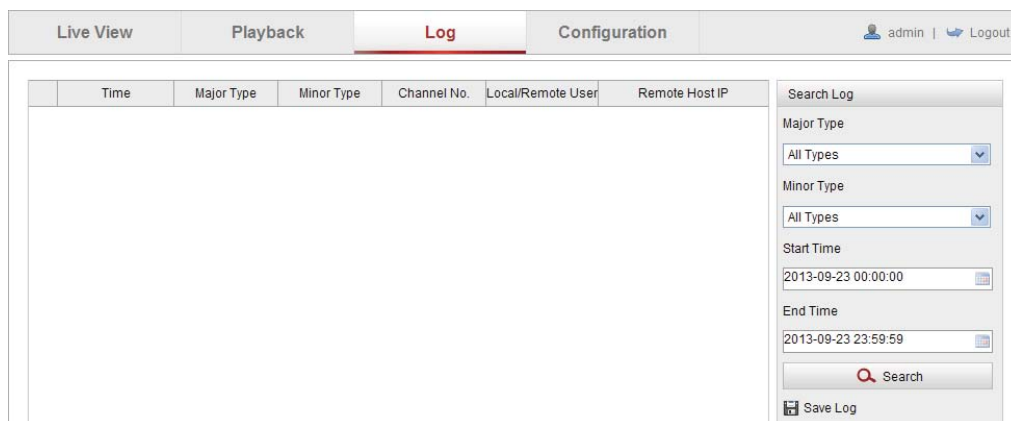 Live View Playback Log Configuration admin | Logout
Time Major Type Minor Type Channel No. Local/Remote User Remote Host IP
Search Log
Major Type
All Types
Minor Type
All Types
Start Time
2013-09-23 00:00:00
End Time
2013-09-23 23:59:59
Search
Save Log